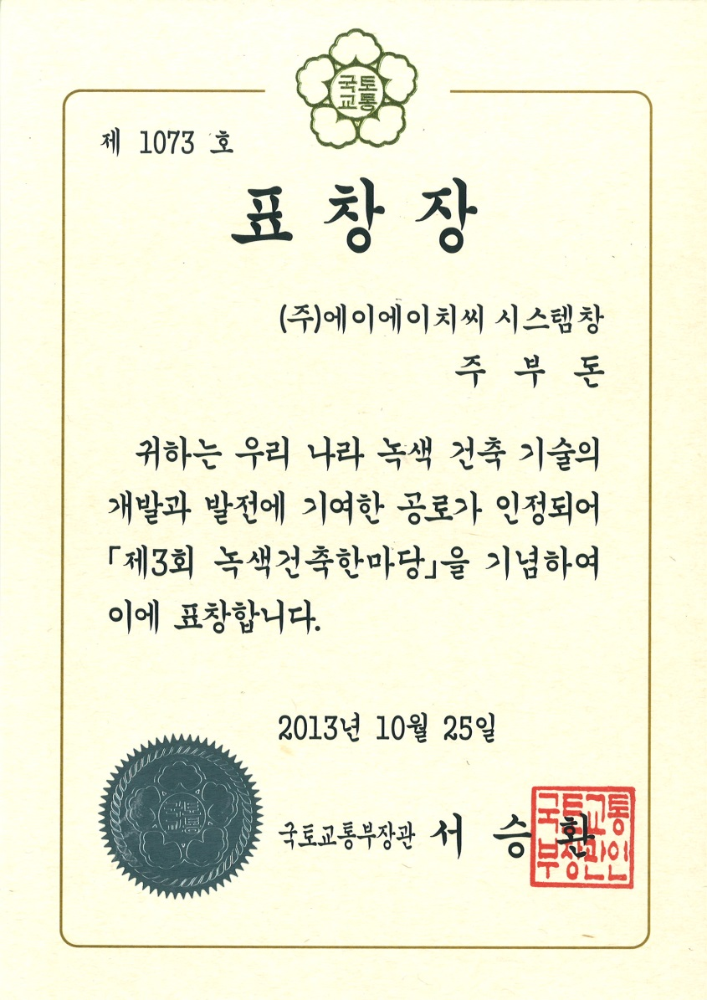 국토
교통
제 1073 호
표 창 장
(주)에이에이치씨 시스템창
주 부 돈
귀하는 우리 나라 녹색 건축 기술의
개발과 발전에 기여한 공로가 인정되어
「제3회 녹색건축한마당」을 기념하여
이에 표창합니다.
2013년 10월 25일
국토교통부장관 서 승 환
국토교통
부장관인
국토
교통